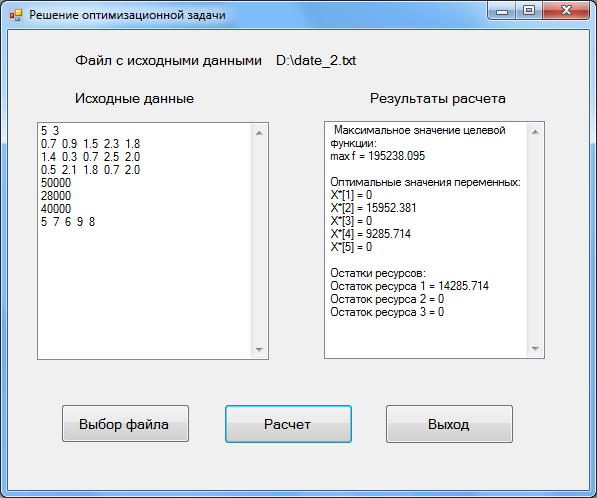 Решение оптимизационной задачи
Файл с исходными данными D:\date_2.txt
Исходные данные
5 3
0.7 0.9 1.5 2.3 1.8
1.4 0.3 0.7 2.5 2.0
0.5 2.1 1.8 0.7 2.0
50000
28000
40000
5 7 6 9 8
Результаты расчета
Максимальное значение целевой
функции:
max f = 195238.095
Оптимальные значения переменных:
X*[1] = 0
X*[2] = 15952.381
X*[3] = 0
X*[4] = 9285.714
X*[5] = 0
Остатки ресурсов:
Остаток ресурса 1 = 14285.714
Остаток ресурса 2 = 0
Остаток ресурса 3 = 0
Выбор файла
Расчет
Выход